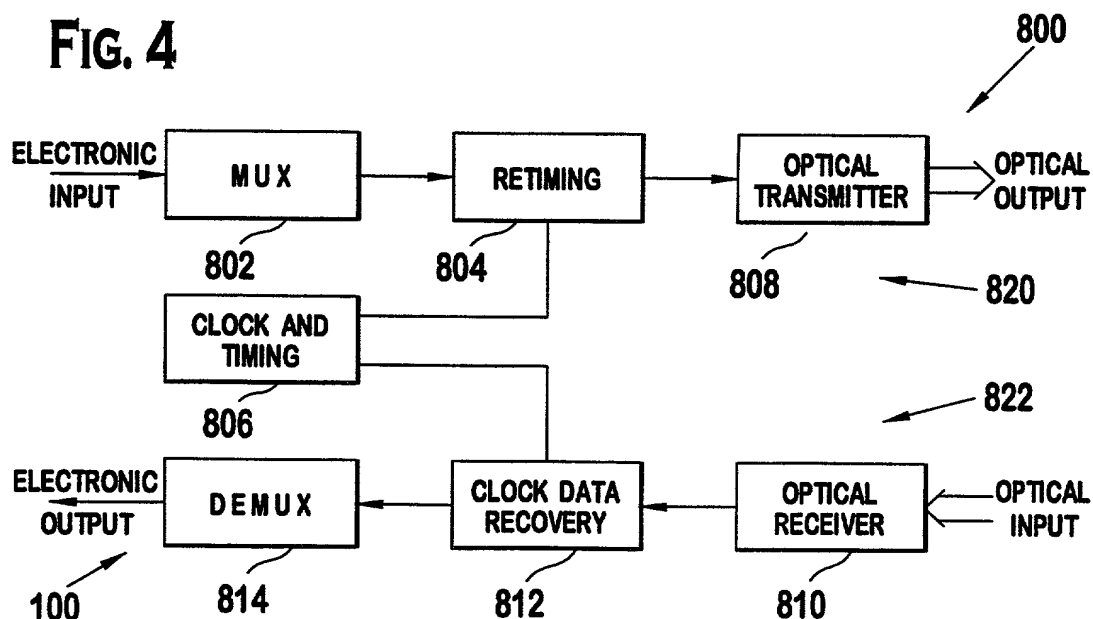 FIG. 4
800
ELECTRONIC
INPUT
MUX
RETIMING
OPTICAL
TRANSMITTER
OPTICAL
OUTPUT
802
804
808
820
CLOCK AND
TIMING
806
822
ELECTRONIC
OUTPUT
DEMUX
CLOCK DATA
RECOVERY
OPTICAL
RECEIVER
OPTICAL
INPUT
100
814
812
810